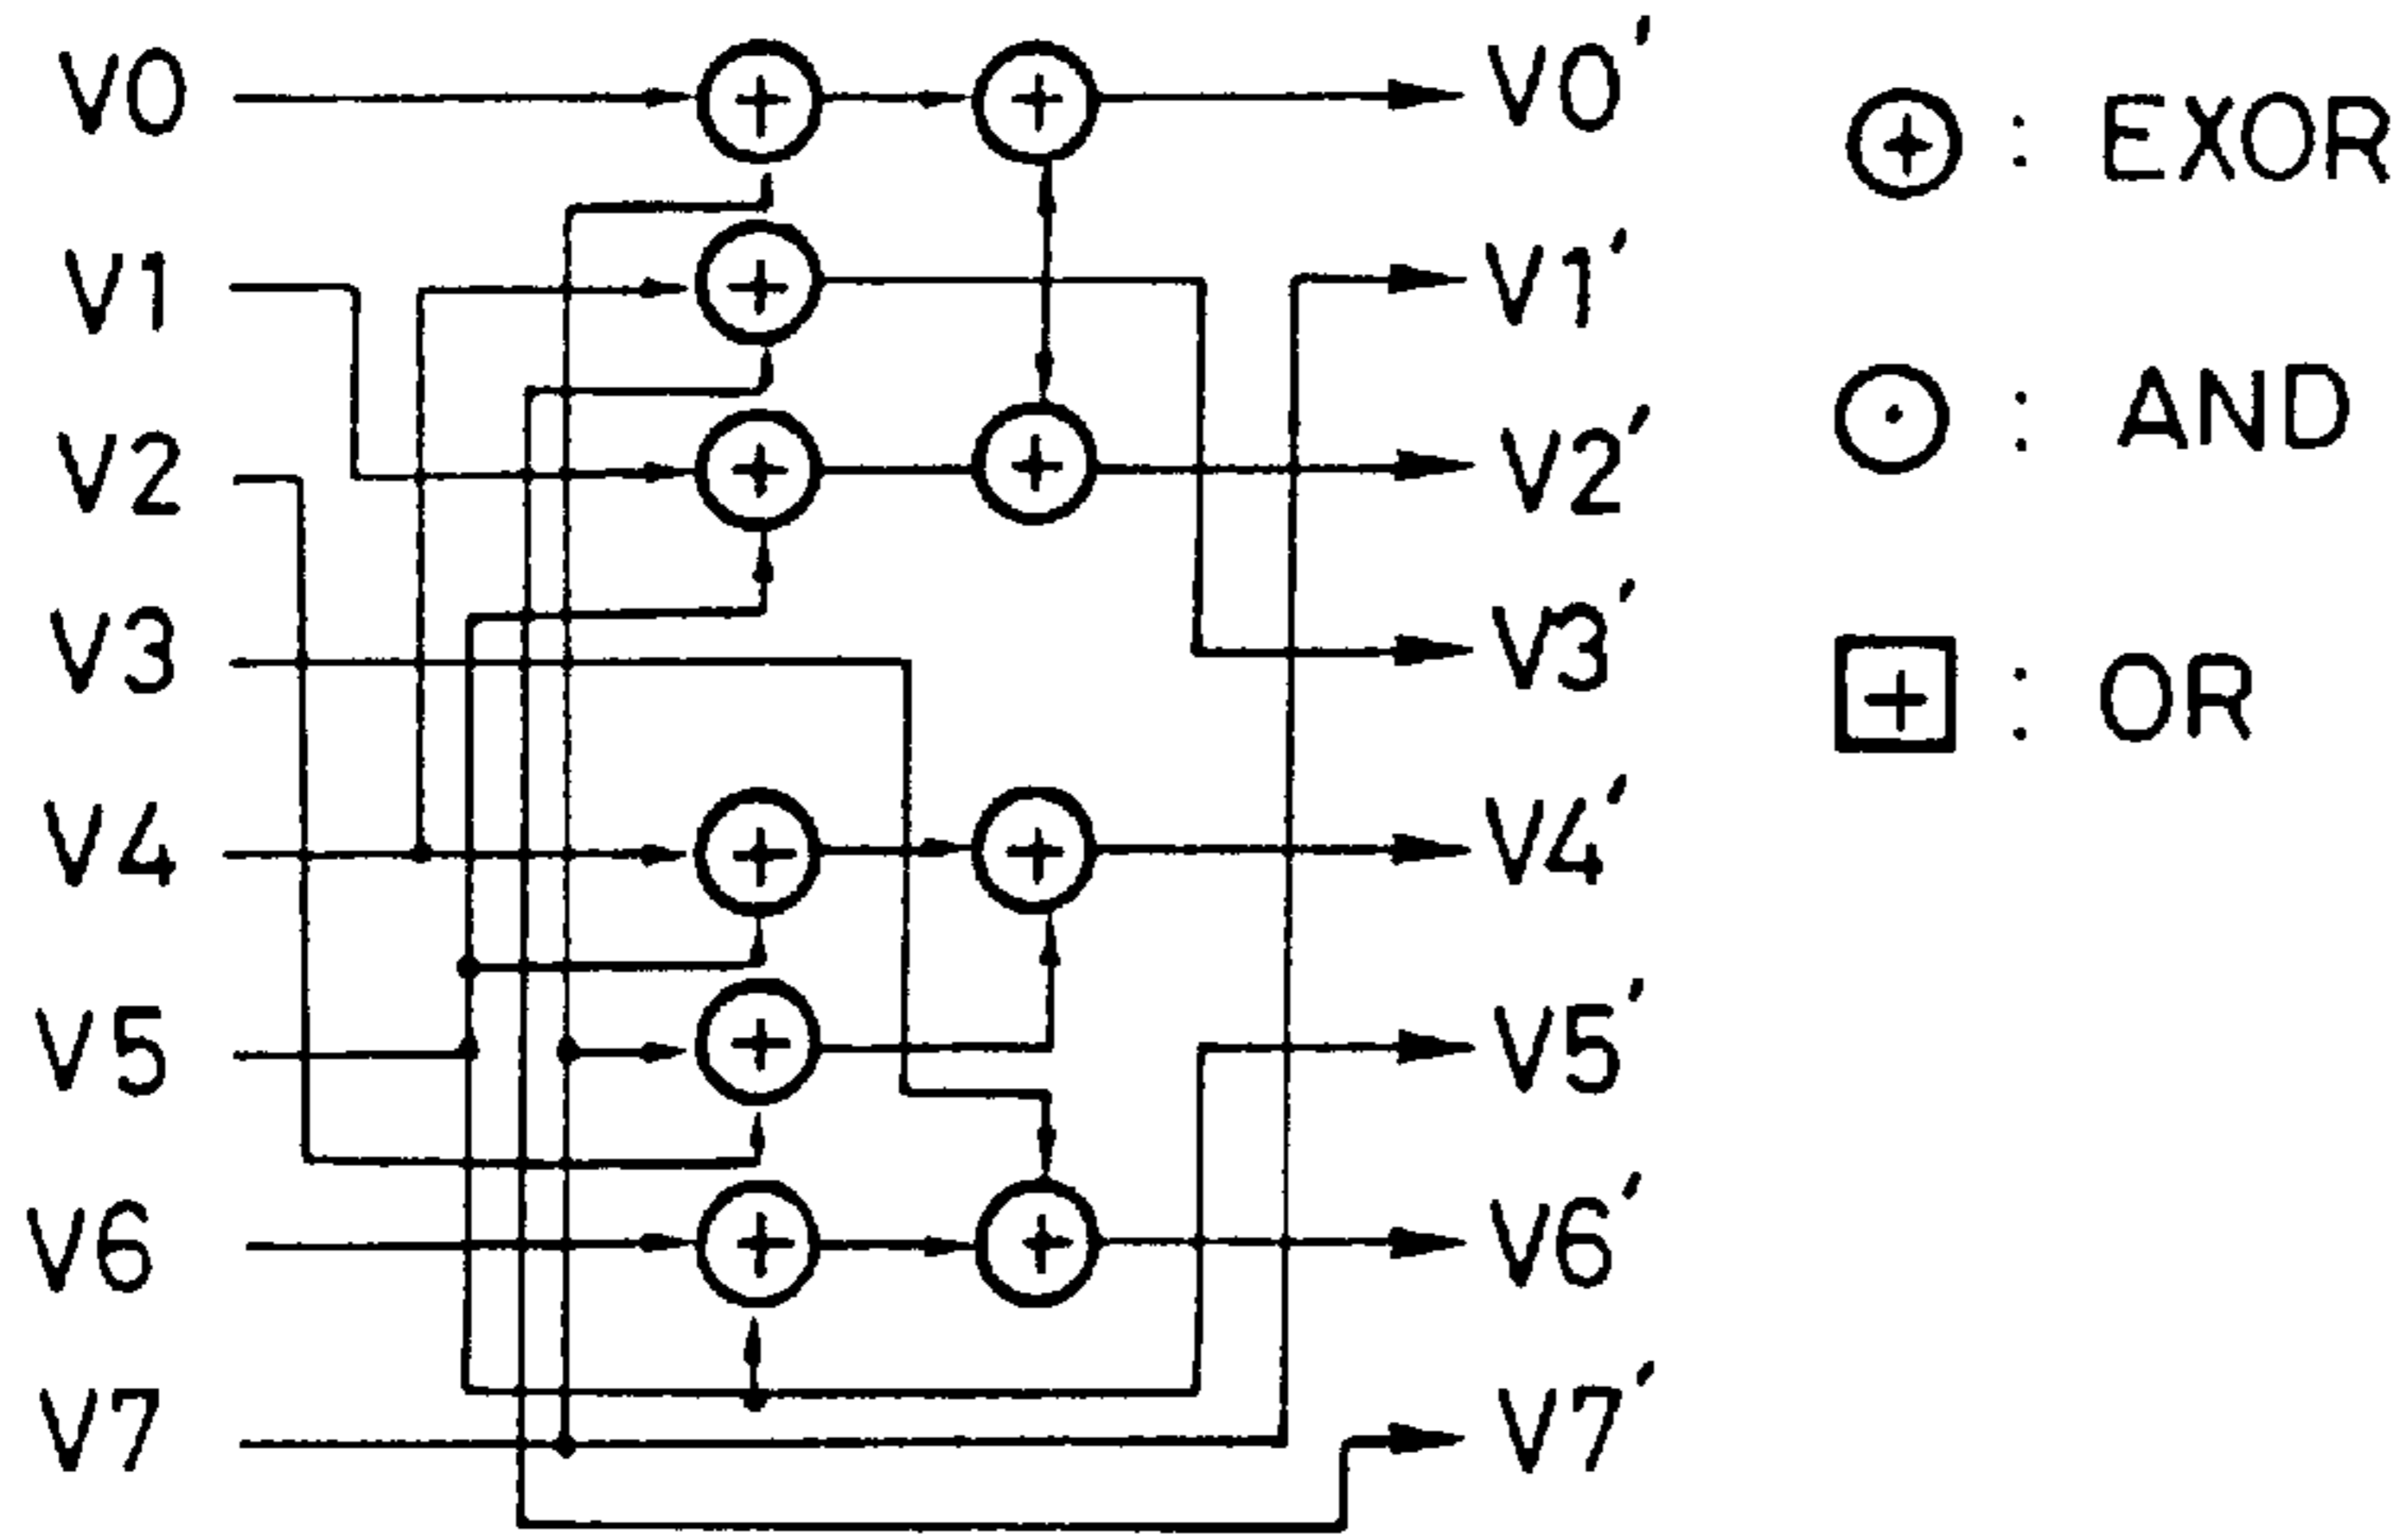 V0 V0′ ⊕ : EXOR
V1 V1′
V2 V2′ ⊙ : AND
V3 V3′ ⊞ : OR
V4 V4′
V5 V5′
V6 V6′
V7 V7′